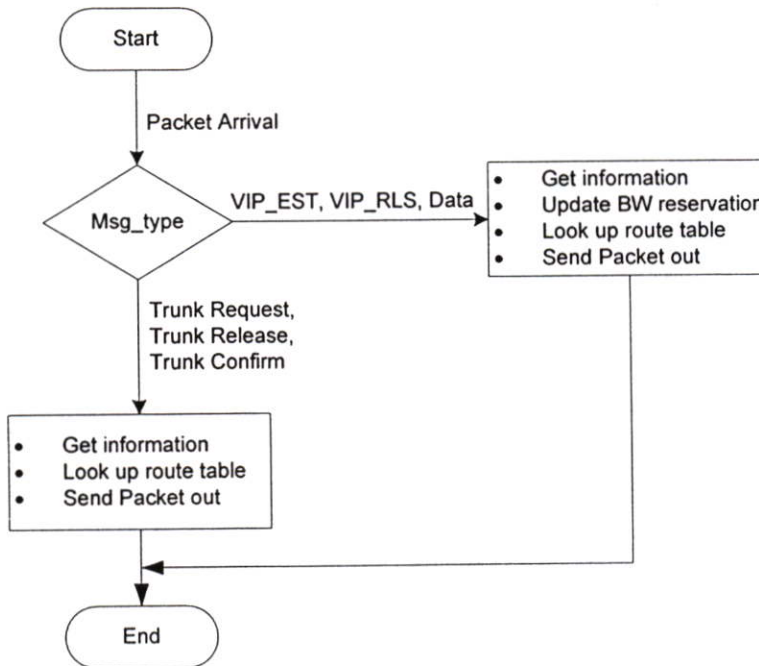 Start
Packet Arrival
Msg_type
VIP_EST, VIP_RLS, Data
• Get information
• Update BW reservation
• Look up route table
• Send Packet out
Trunk Request,
Trunk Release,
Trunk Confirm
• Get information
• Look up route table
• Send Packet out
End